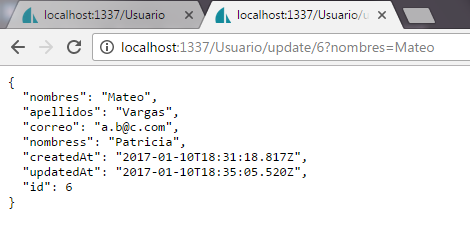 localhost:1337/Usuario
localhost:1337/Usuario/u
localhost:1337/Usuario/update/6?nombres=Mateo
{
  "nombres": "Mateo",
  "apellidos": "Vargas",
  "correo": "a.b@c.com",
  "nombress": "Patricia",
  "createdAt": "2017-01-10T18:31:18.817Z",
  "updatedAt": "2017-01-10T18:35:05.520Z",
  "id": 6
}